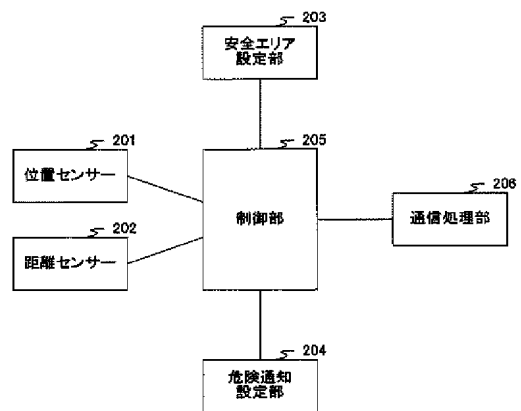 203
安全エリア
設定部
201
位置センサー
205
制御部
206
通信処理部
202
距離センサー
204
危険通知
設定部